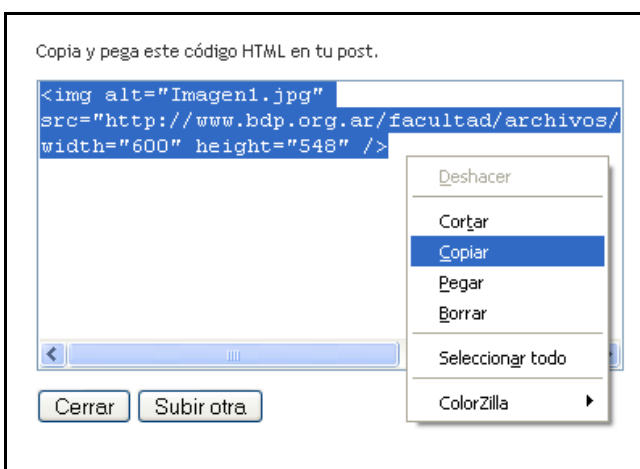 Copia y pega este código HTML en tu post.
<img alt="Imagen1.jpg"
src="http://www.bdp.org.ar/facultad/archivos/
width="600" height="548" />
Deshacer
Cortar
Copiar
Pegar
Borrar
Seleccionar todo
ColorZilla
Cerrar
Subir otra